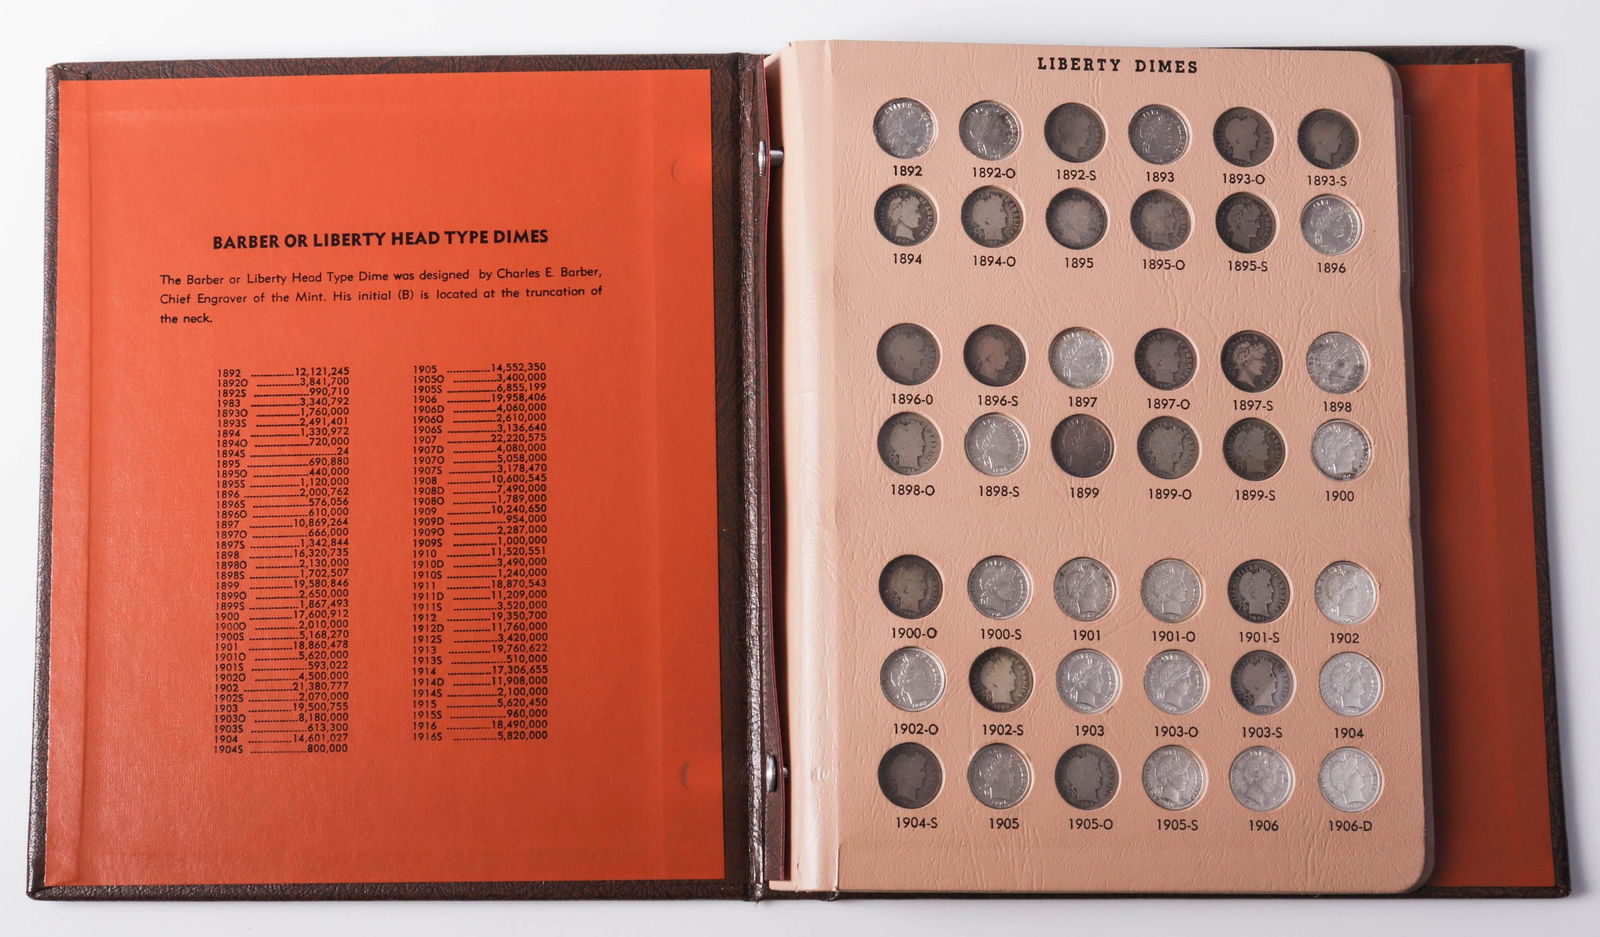 BARBER OR LIBERTY HEAD TYPE DIMES
The Barber or Liberty Head Type Dime was designed by Charles E. Barber,
Chief Engraver of the Mint. His initial (B) is located at the truncation of
the neck.
1892 ............12,121,245
1892O ............3,841,700
1892S ............990,710
1983 ............3,340,792
1893O ............1,760,000
1893S ............2,491,401
1894 ............1,330,972
1894O ............720,000
1894S ............24
1895 ............690,880
1895O ............440,000
1895S ............1,120,000
1896 ............2,000,762
1896S ............576,056
1896O ............610,000
1897 ............10,869,264
1897O ............666,000
1897S ............1,342,844
1898 ............16,320,735
1898O ............2,130,000
1898S ............1,702,507
1899 ............19,580,846
1899O ............2,650,000
1899S ............1,867,493
1900 ............17,600,912
1900O ............2,010,000
1900S ............5,168,270
1901 ............18,860,478
1901O ............5,620,000
1901S ............593,022
1902O ............4,500,000
1902 ............21,380,777
1902S ............2,070,000
1903 ............19,500,755
1903O ............8,180,000
1903S ............613,300
1904 ............14,601,027
1904S ............800,000
1905 ............14,552,350
1905O ............3,400,000
1905S ............6,855,199
1906 ............19,958,406
1906D ............4,060,000
1906O ............2,610,000
1906S ............3,136,640
1907 ............22,220,575
1907D ............4,080,000
1907O ............5,058,000
1907S ............3,178,470
1908 ............10,600,545
1908D ............7,490,000
1908O ............1,789,000
1909 ............10,240,650
1909D ............954,000
1909O ............2,287,000
1909S ............1,000,000
1910 ............11,520,551
1910D ............3,490,000
1910S ............1,240,000
1911 ............18,870,543
1911D ............11,209,000
1911S ............3,520,000
1912 ............19,350,700
1912D ............11,760,000
1912S ............3,420,000
1913 ............19,760,622
1913S ............510,000
1914 ............17,306,655
1914D ............11,908,000
1914S ............2,100,000
1915 ............5,620,450
1915S ............960,000
1916 ............18,490,000
1916S ............5,820,000
LIBERTY DIMES
1892 1892-O 1892-S 1893 1893-O 1893-S
1894 1894-O 1895 1895-O 1895-S 1896
1896-0 1896-S 1897 1897-O 1897-S 1898
1898-O 1898-S 1899 1899-O 1899-S 1900
1900-O 1900-S 1901 1901-O 1901-S 1902
1902-O 1902-S 1903 1903-O 1903-S 1904
1904-S 1905 1905-O 1905-S 1906 1906-D